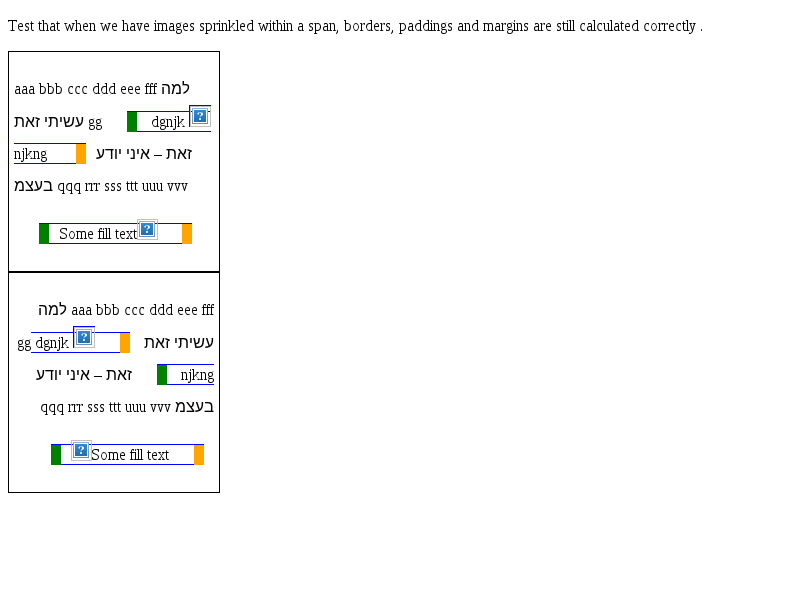 Test that when we have images sprinkled within a span, borders, paddings and margins are still calculated correctly .
aaa bbb ccc ddd eee fff למה
עשיתי זאת gg dgnjk
njkng זאת – איני יודע
בעצמ qqq rrr sss ttt uuu vvv
Some fill text
aaa bbb ccc ddd eee fff למה
עשיתי זאת gg dgnjk
njkng זאת – איני יודע
בעצמ qqq rrr sss ttt uuu vvv
Some fill text